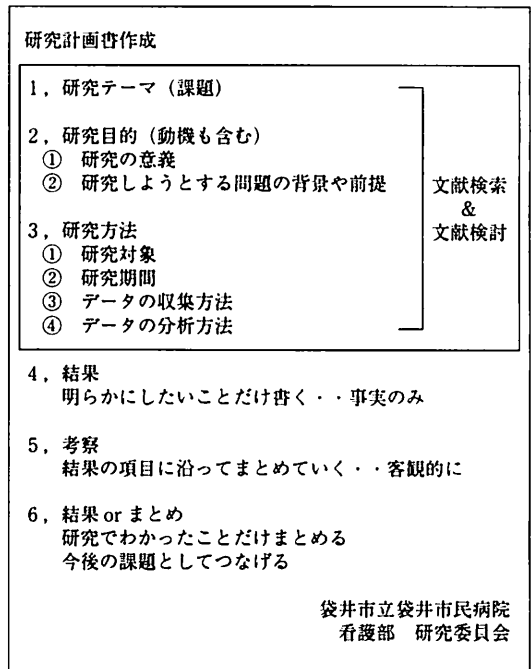 研究計画書作成
1，研究テーマ（課題）
2，研究目的（動機も含む）
① 研究の意義
② 研究しようとする問題の背景や前提
文献検索
&
文献検討
3，研究方法
① 研究対象
② 研究期間
③ データの収集方法
④ データの分析方法
4，結果
明らかにしたいことだけ書く・・事実のみ
5，考察
結果の項目に沿ってまとめていく・・客観的に
6，結果 or まとめ
研究でわかったことだけまとめる
今後の課題としてつなげる
袋井市立袋井市民病院
看護部　研究委員会